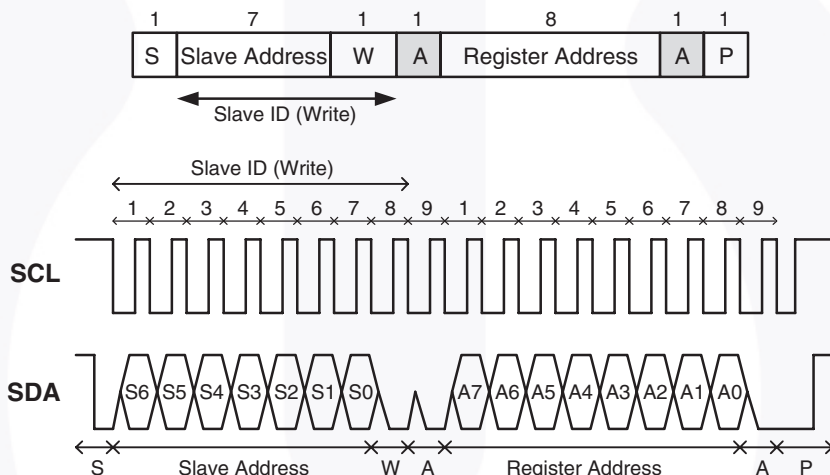 1 7 1 1 8 1 1
S Slave Address W A Register Address A P
Slave ID (Write)
Slave ID (Write)
1 2 3 4 5 6 7 8 9 1 2 3 4 5 6 7 8 9
SCL
SDA S6 S5 S4 S3 S2 S1 S0 A7 A6 A5 A4 A3 A2 A1 A0
S Slave Address W A Register Address A P